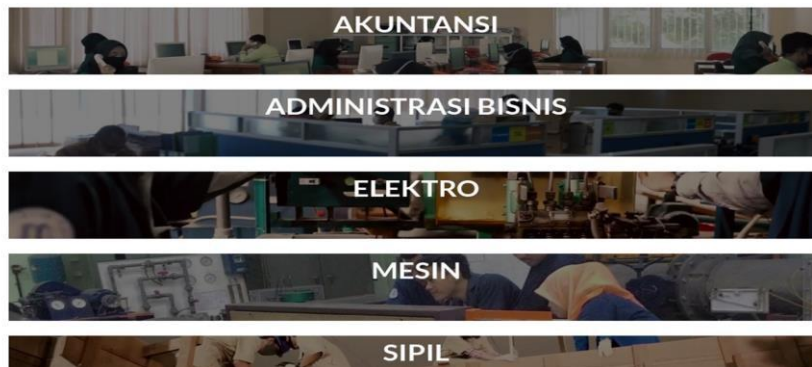 AKUNTANSI
ADMINISTRASI BISNIS
ELEKTRO
MESIN
SIPIL